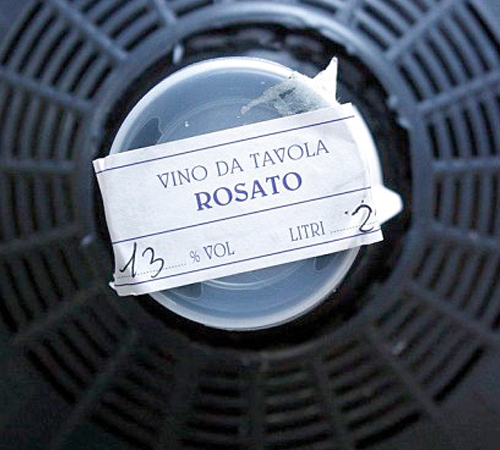 VINO DA TAVOLA
ROSATO
13 % VOL LITRI 2